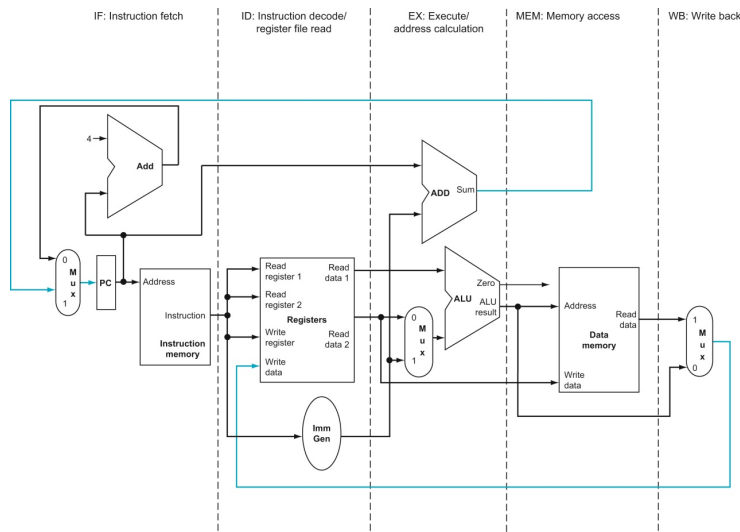 IF: Instruction fetch
ID: Instruction decode/
register file read
EX: Execute/
address calculation
MEM: Memory access
WB: Write back
4
Add
ADD
Sum
0
M
u
x
1
PC
Address
Instruction
Instruction
memory
Read
register 1
Read
register 2
Write
register
Write
data
Registers
Read
data 1
Read
data 2
Imm
Gen
0
M
u
x
1
Zero
ALU
ALU
result
Address
Read
data
Data
memory
Write
data
1
M
u
x
0